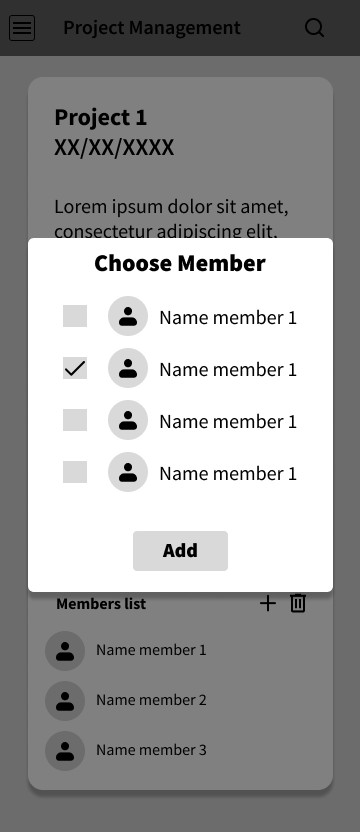 Project Management
Project 1
XX/XX/XXXX
Lorem ipsum dolor sit amet,
consectetur adipiscing elit,
Choose Member
Name member 1
Name member 1
Name member 1
Name member 1
Add
Members list
Name member 1
Name member 2
Name member 3